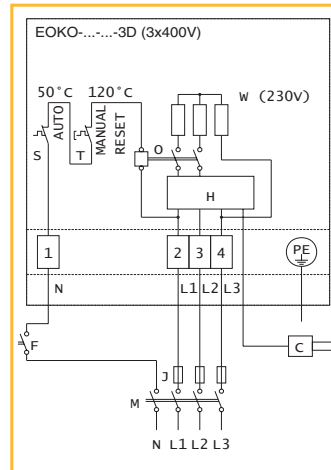 EOKO-...-...-3D (3x400V)
50°C 120°C
W (230V)
AUTO
MANUAL
RESET
S T O
H
1 2 3 4 PE
N L1 L2 L3
F C
J
M
N L1 L2 L3